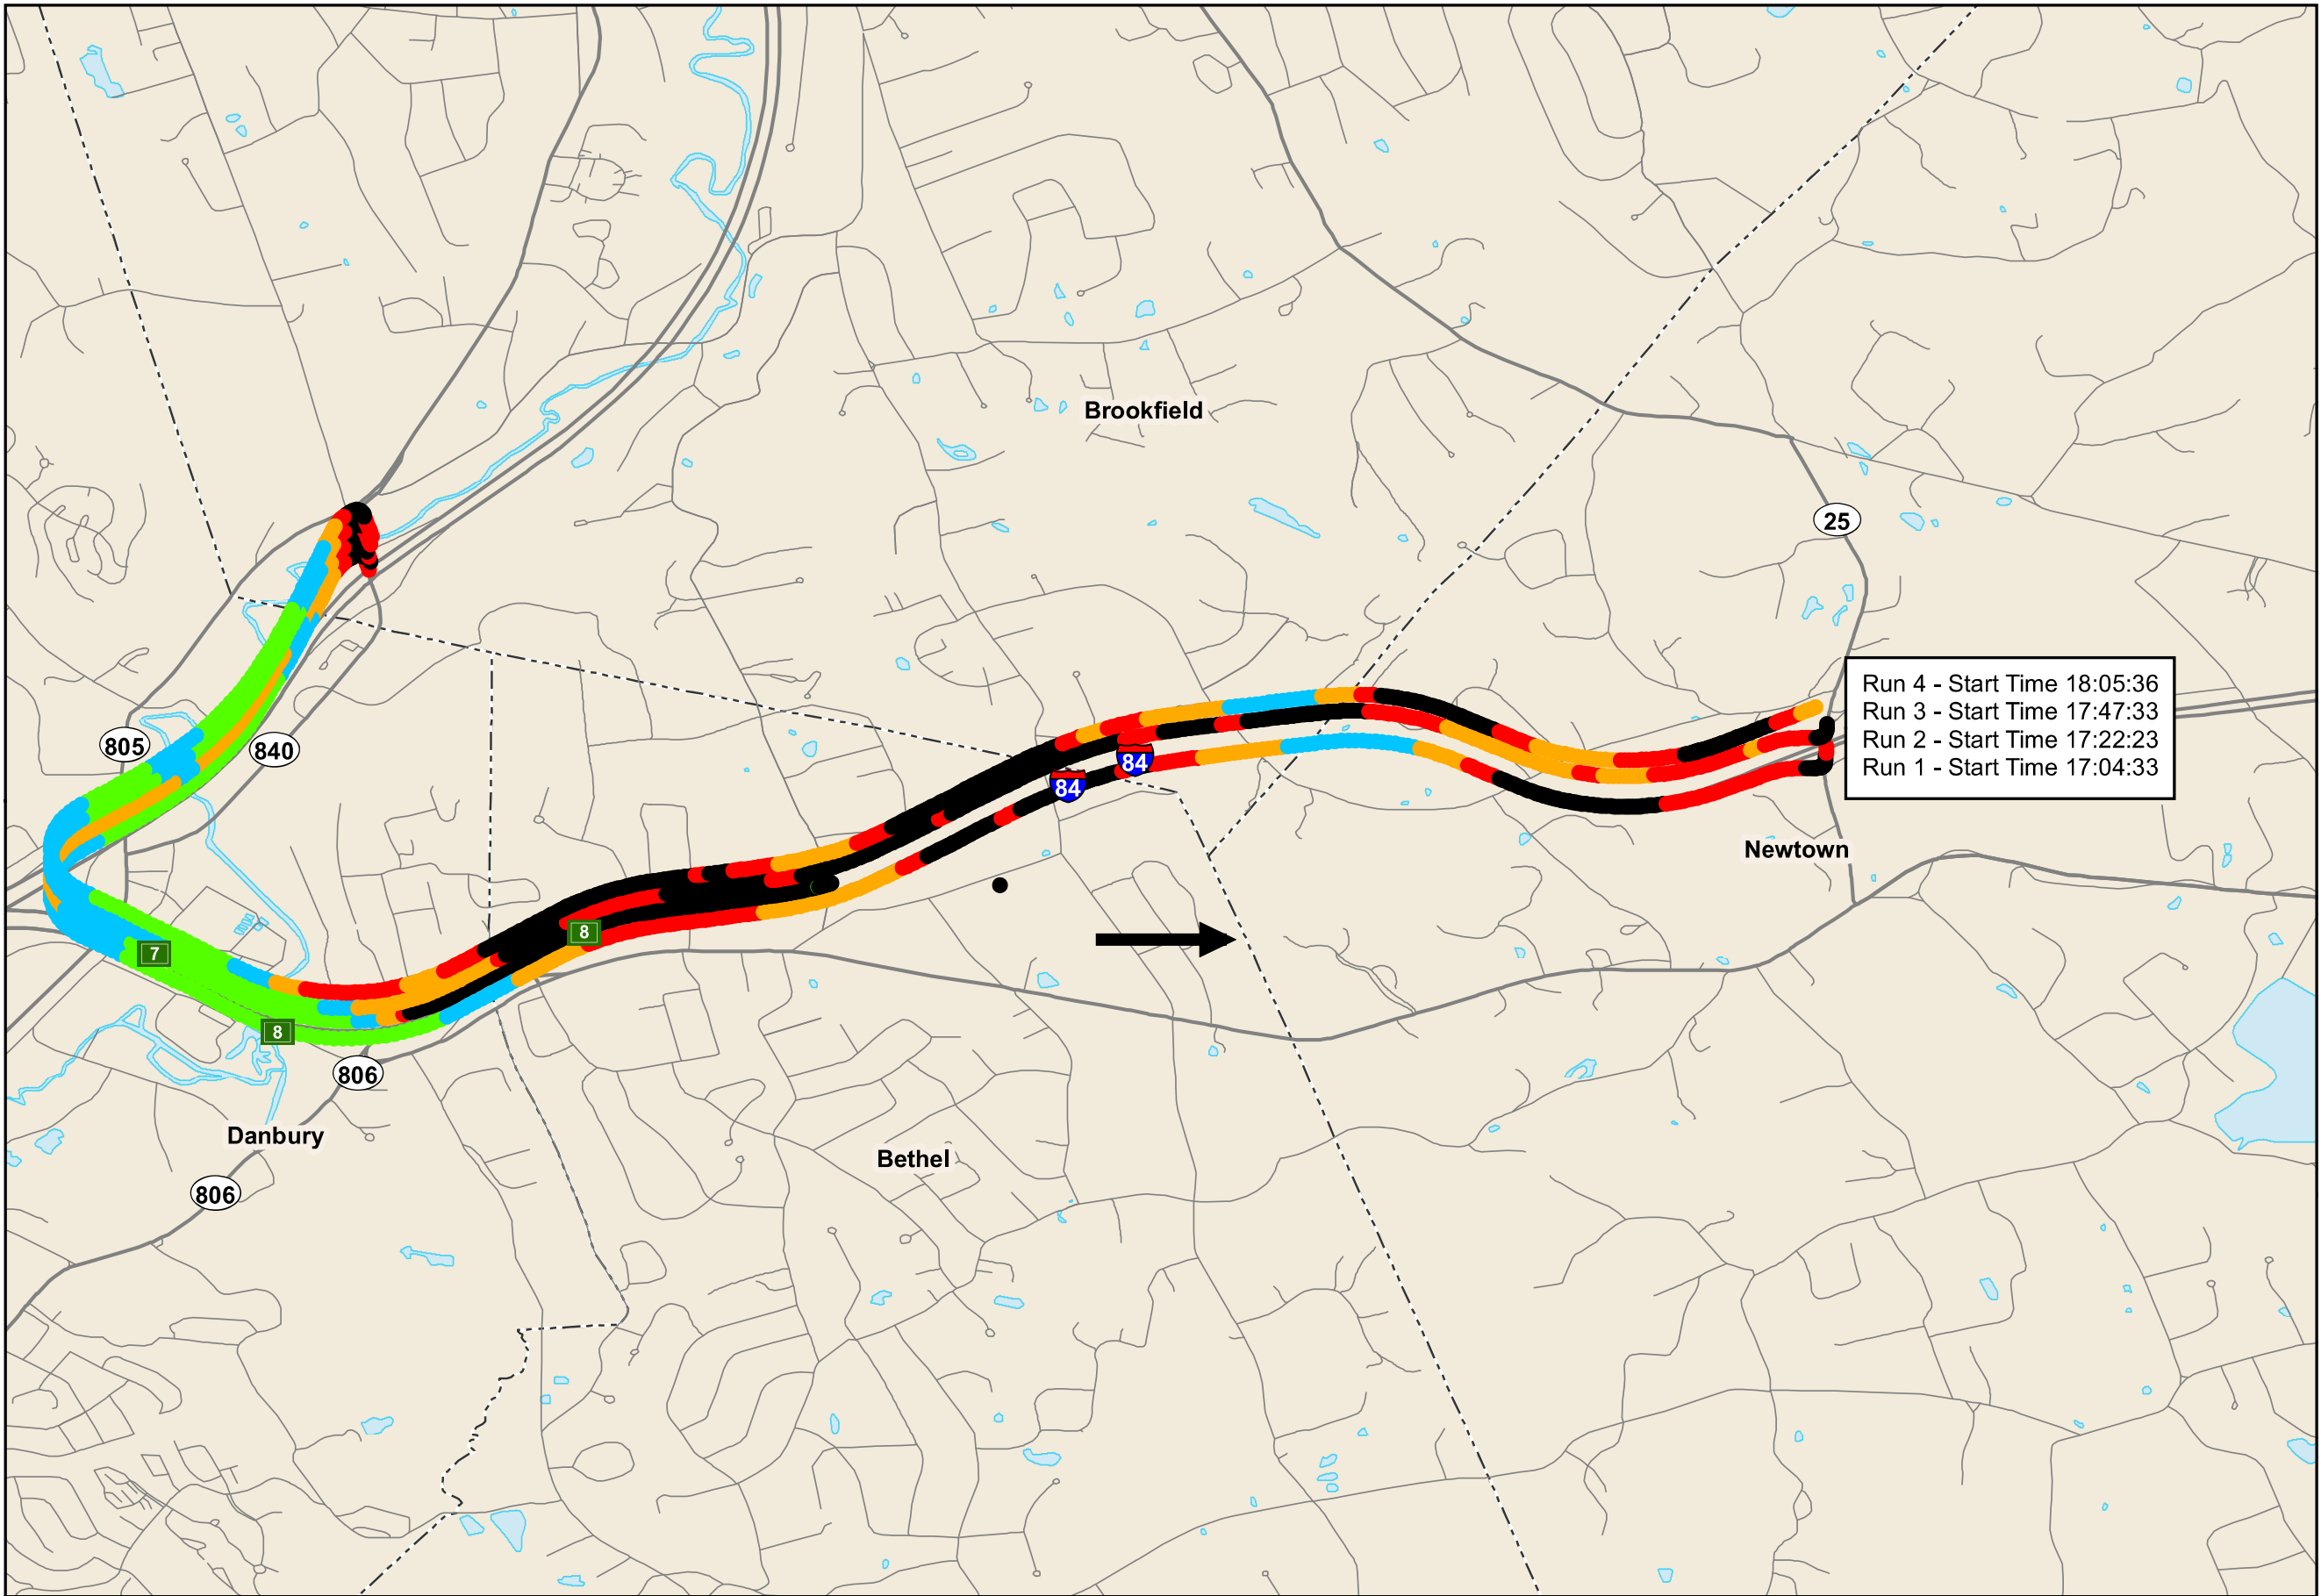 Brookfield
25
Run 4 - Start Time 18:05:36
Run 3 - Start Time 17:47:33
Run 2 - Start Time 17:22:23
Run 1 - Start Time 17:04:33
805
840
84
84
Newtown
8
7
8
806
Danbury
Bethel
806